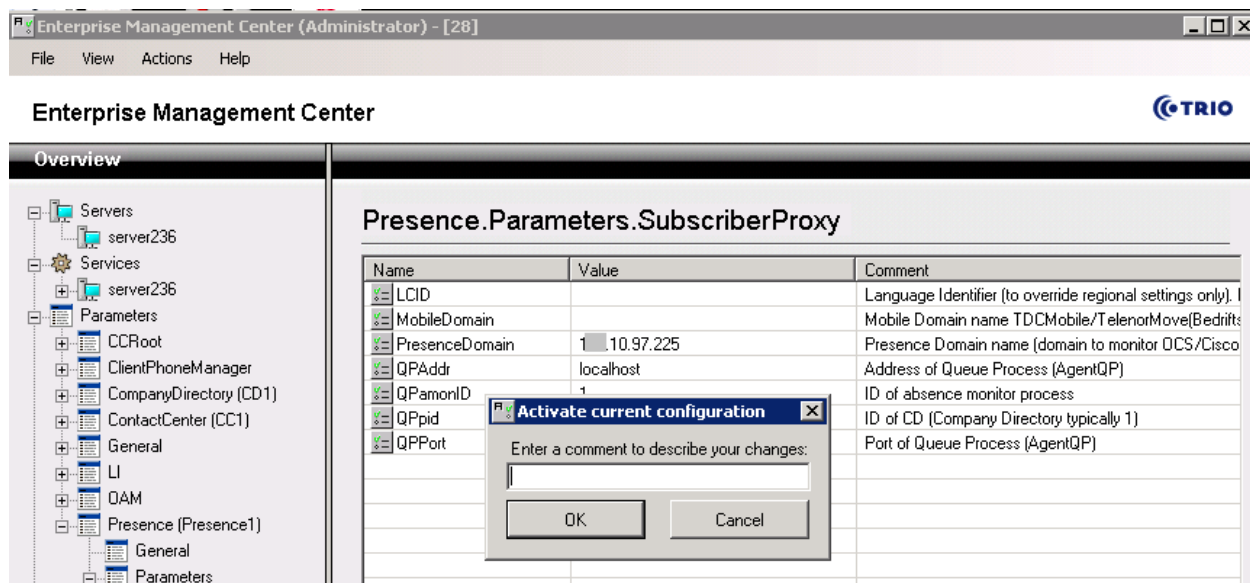 Enterprise Management Center (Administrator) - [28]
File View Actions Help
Enterprise Management Center
TRIO
Overview
Servers
server236
Services
server236
Parameters
CCRoot
ClientPhoneManager
CompanyDirectory (CD1)
ContactCenter (CC1)
General
LI
OAM
Presence (Presence1)
General
Parameters
Presence.Parameters.SubscriberProxy
Name Value Comment
LCID Language Identifier (to override regional settings only).
MobileDomain Mobile Domain name TDCMobile/TelenorMove(Bedrifts
PresenceDomain 1 .10.97.225 Presence Domain name (domain to monitor OCS/Cisco
QPAddr localhost Address of Queue Process (AgentQP)
QPamonID 1 ID of absence monitor process
QPpid ID of CD (Company Directory typically 1)
QPPort Port of Queue Process (AgentQP)
Activate current configuration
Enter a comment to describe your changes:
OK Cancel